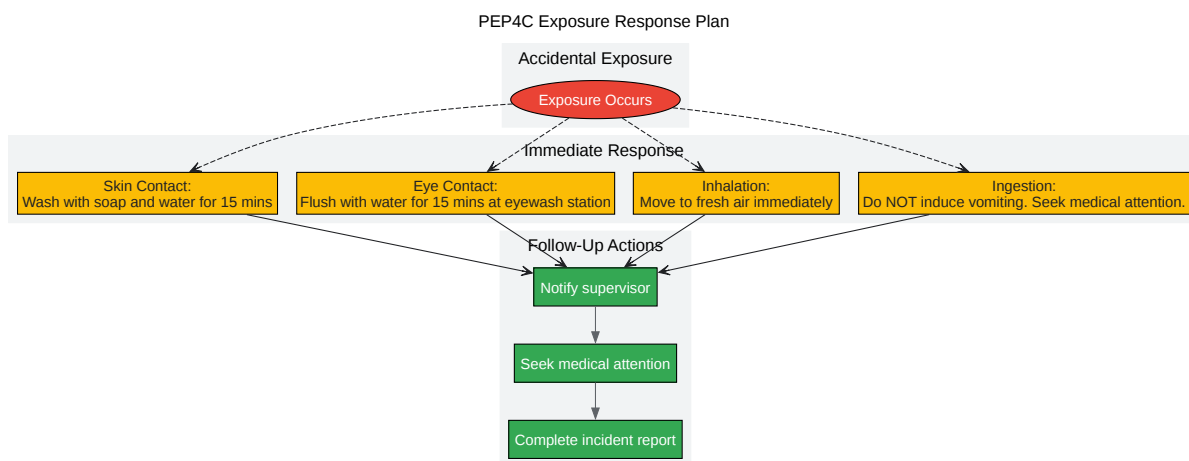 PEP4C Exposure Response Plan
Accidental Exposure
Exposure Occurs
Immediate Response
Skin Contact:
Wash with soap and water for 15 mins
Eye Contact:
Flush with water for 15 mins at eyewash station
Inhalation:
Move to fresh air immediately
Ingestion:
Do NOT induce vomiting. Seek medical attention.
Follow-Up Actions
Notify supervisor
Seek medical attention
Complete incident report